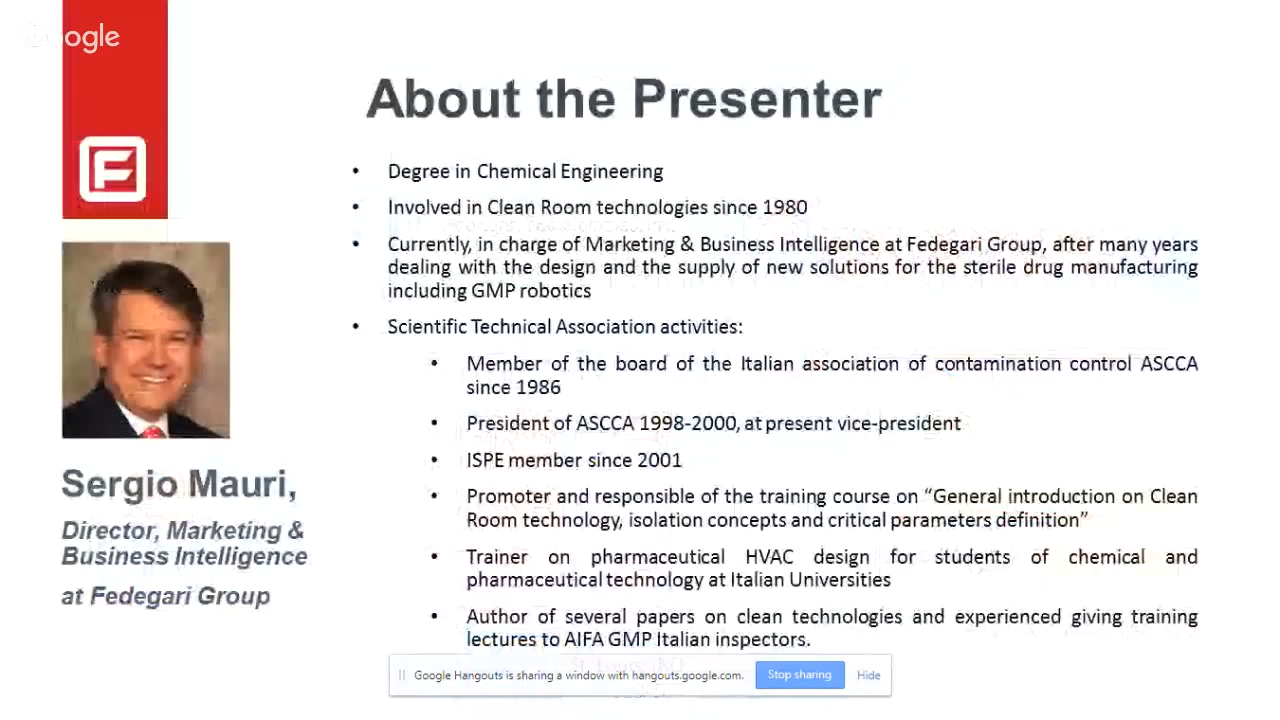 Google
About the Presenter
• Degree in Chemical Engineering
• Involved in Clean Room technologies since 1980
• Currently, in charge of Marketing & Business Intelligence at Fedegari Group, after many years
dealing with the design and the supply of new solutions for the sterile drug manufacturing
including GMP robotics
• Scientific Technical Association activities:
• Member of the board of the Italian association of contamination control ASCCA
since 1986
• President of ASCCA 1998-2000, at present vice-president
• ISPE member since 2001
• Promoter and responsible of the training course on “General introduction on Clean
Room technology, isolation concepts and critical parameters definition”
• Trainer on pharmaceutical HVAC design for students of chemical and
pharmaceutical technology at Italian Universities
• Author of several papers on clean technologies and experienced giving training
lectures to AIFA GMP Italian inspectors.
F
Sergio Mauri,
Director, Marketing &
Business Intelligence
at Fedegari Group
Google Hangouts is sharing a window with hangouts.google.com. Stop sharing Hide